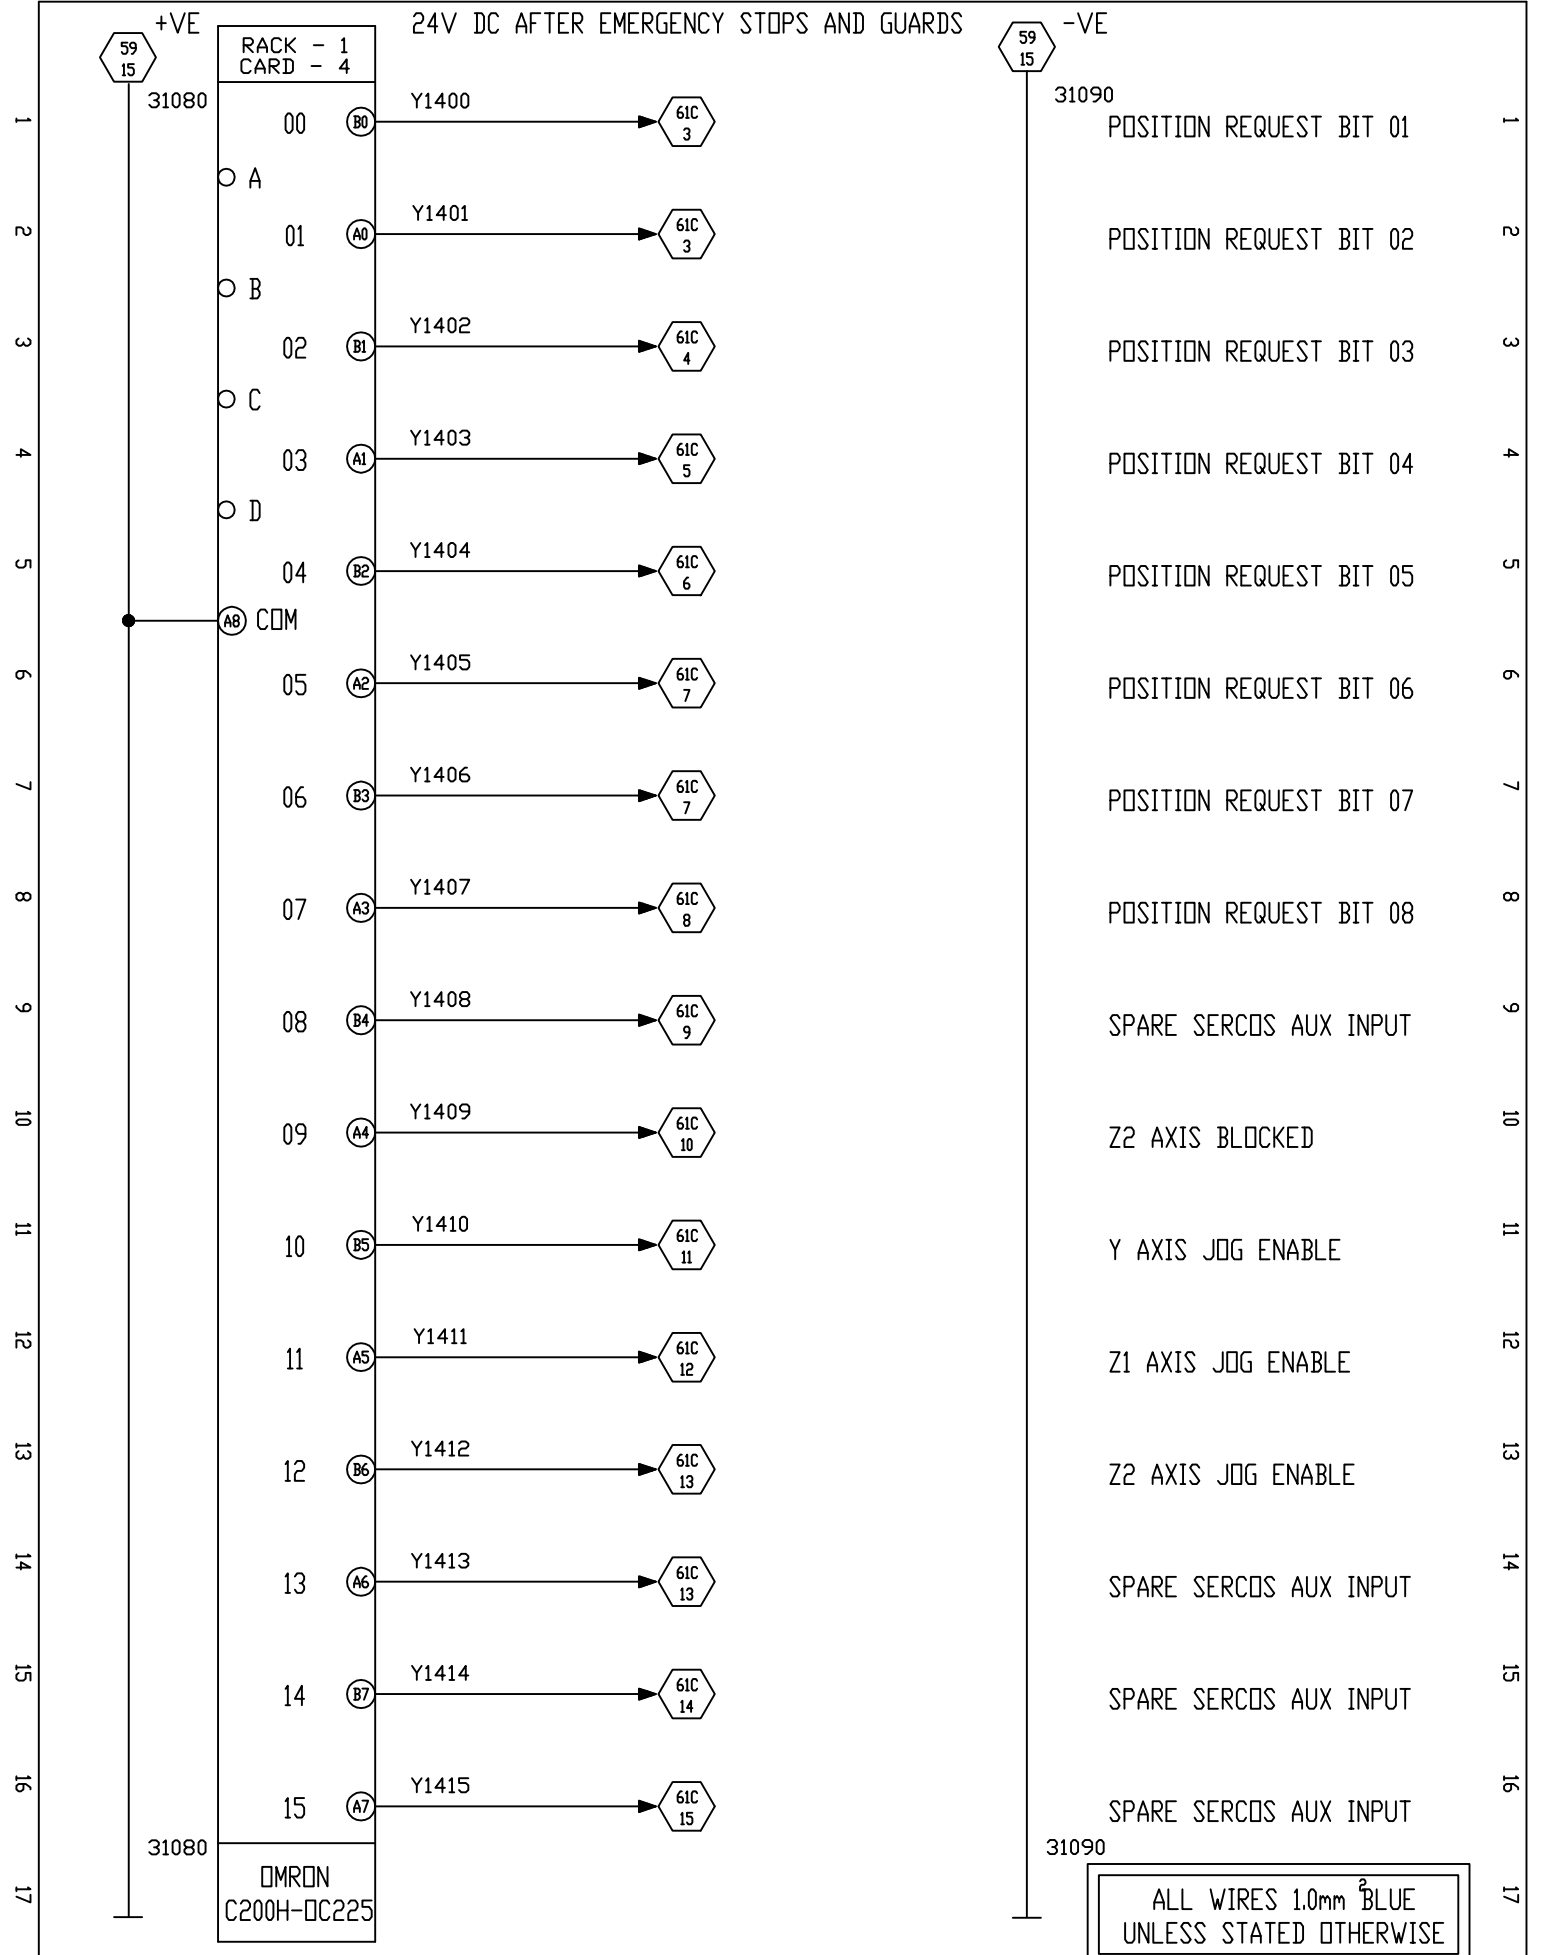 +VE
24V DC AFTER EMERGENCY STOPS AND GUARDS
-VE
59
15
RACK - 1
CARD - 4
59
15
31080
31090
1
00
B0
Y1400
61C
3
POSITION REQUEST BIT 01
1
A
2
01
A0
Y1401
61C
3
POSITION REQUEST BIT 02
2
B
3
02
B1
Y1402
61C
4
POSITION REQUEST BIT 03
3
C
4
03
A1
Y1403
61C
5
POSITION REQUEST BIT 04
4
D
5
04
B2
Y1404
61C
6
POSITION REQUEST BIT 05
5
A8 COM
6
05
A2
Y1405
61C
7
POSITION REQUEST BIT 06
6
7
06
B3
Y1406
61C
7
POSITION REQUEST BIT 07
7
8
07
A3
Y1407
61C
8
POSITION REQUEST BIT 08
8
9
08
B4
Y1408
61C
9
SPARE SERCOS AUX INPUT
9
10
09
A4
Y1409
61C
10
Z2 AXIS BLOCKED
10
11
10
B5
Y1410
61C
11
Y AXIS JOG ENABLE
11
12
11
A5
Y1411
61C
12
Z1 AXIS JOG ENABLE
12
13
12
B6
Y1412
61C
13
Z2 AXIS JOG ENABLE
13
14
13
A6
Y1413
61C
13
SPARE SERCOS AUX INPUT
14
15
14
B7
Y1414
61C
14
SPARE SERCOS AUX INPUT
15
16
15
A7
Y1415
61C
15
SPARE SERCOS AUX INPUT
16
31080
31090
17
OMRON
C200H-OC225
ALL WIRES 1.0mm² BLUE
UNLESS STATED OTHERWISE
17